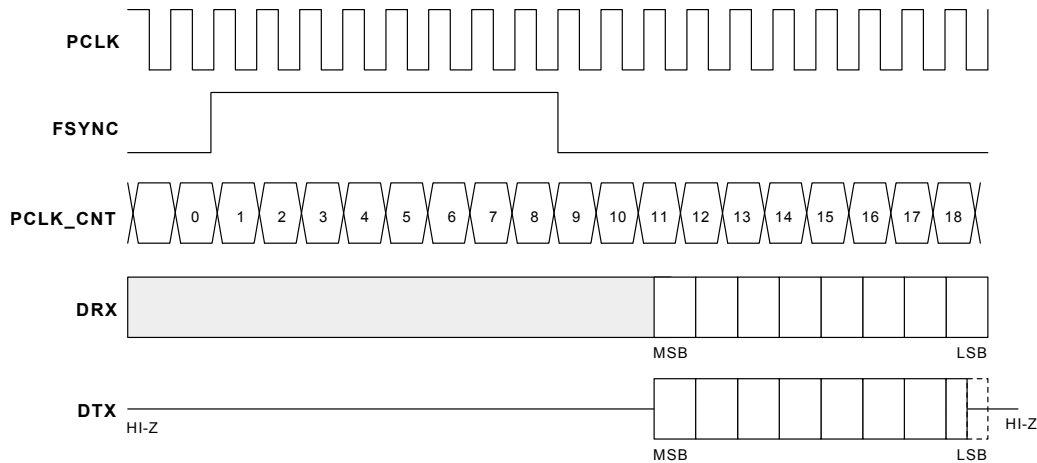 PCLK
FSYNC
PCLK_CNT 0 1 2 3 4 5 6 7 8 9 10 11 12 13 14 15 16 17 18
DRX
MSB LSB
DTX
HI-Z HI-Z
MSB LSB